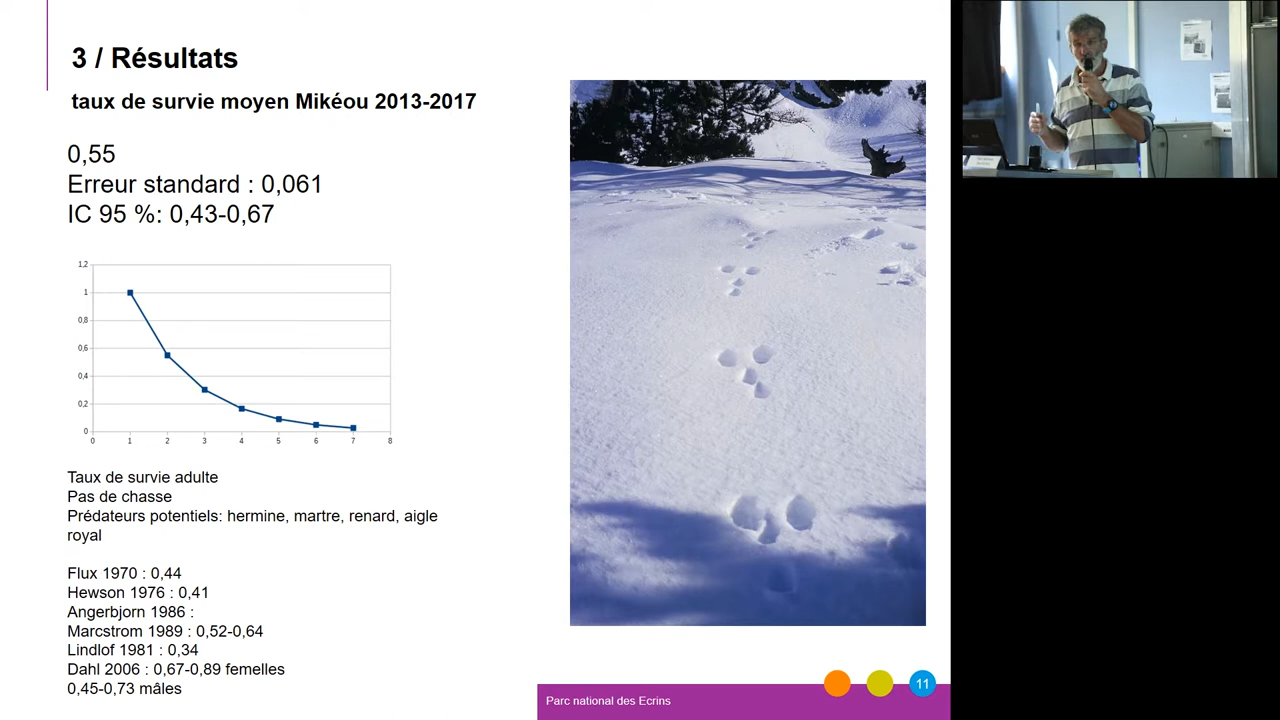 3 / Résultats
taux de survie moyen Mikéou 2013-2017
0,55
Erreur standard : 0,061
IC 95 %: 0,43-0,67
1,2
1
0,8
0,6
0,4
0,2
0
0 1 2 3 4 5 6 7 8
Taux de survie adulte
Pas de chasse
Prédateurs potentiels: hermine, martre, renard, aigle
royal
Flux 1970 : 0,44
Hewson 1976 : 0,41
Angerbjorn 1986 :
Marcstrom 1989 : 0,52-0,64
Lindlof 1981 : 0,34
Dahl 2006 : 0,67-0,89 femelles
0,45-0,73 mâles
Parc national des Ecrins
11